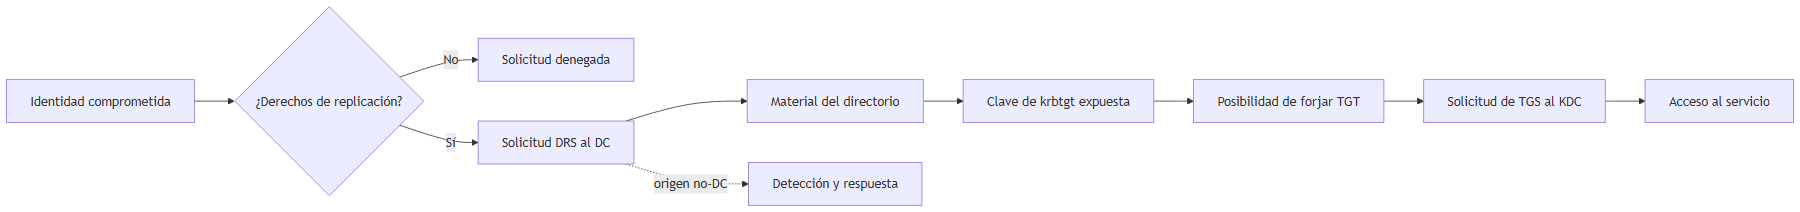 Identidad comprometida
¿Derechos de replicación?
No
Solicitud denegada
Sí
Solicitud DRS al DC
Material del directorio
Clave de krbtgt expuesta
Posibilidad de forjar TGT
Solicitud de TGS al KDC
Acceso al servicio
origen no-DC
Detección y respuesta